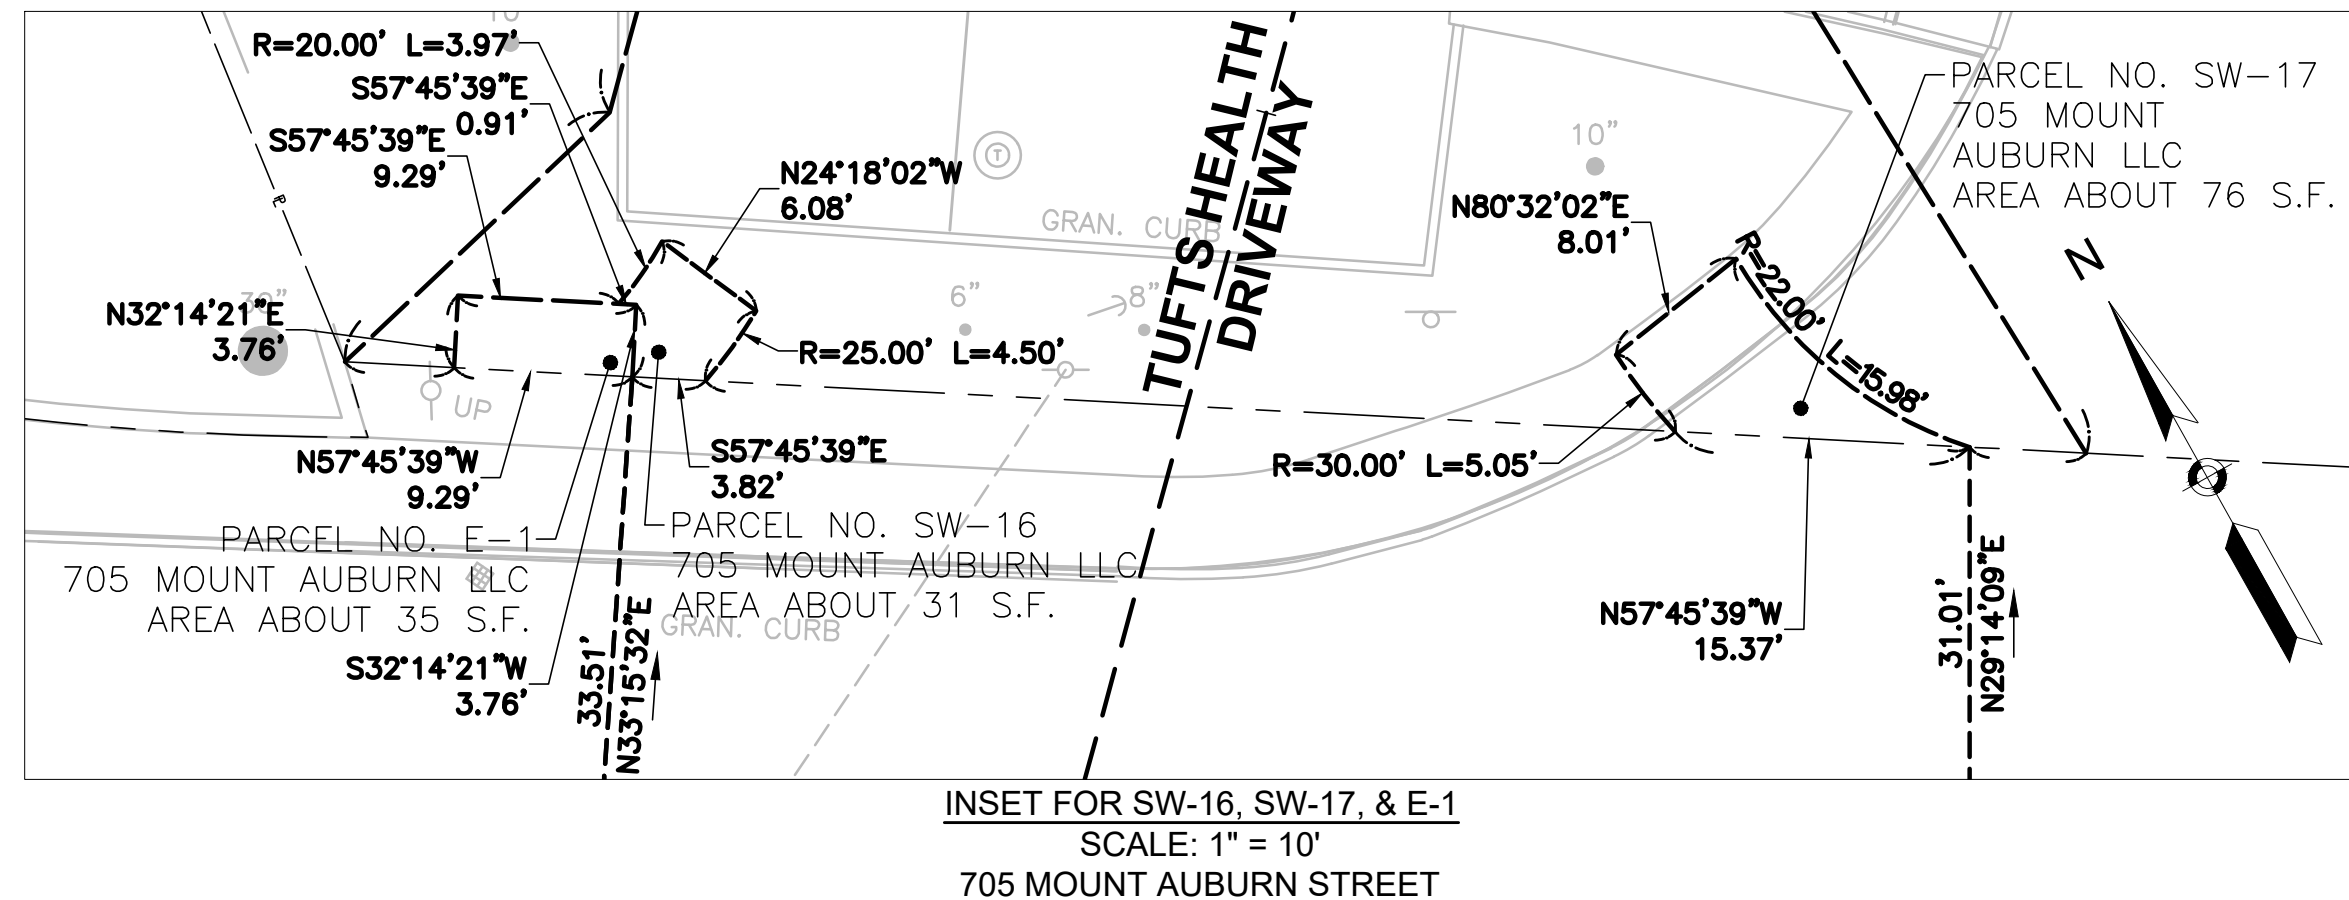 10"
R=20.00' L=3.97'
S57°45'39"E
0.91'
S57°45'39"E
9.29'
N24°18'02"W
6.08'
N32°14'21"E
3.76'
30"
R=25.00' L=4.50'
UP
N57°45'39"W
9.29'
S57°45'39"E
3.82'
PARCEL NO. E-1
705 MOUNT AUBURN LLC
AREA ABOUT 35 S.F.
PARCEL NO. SW-16
705 MOUNT AUBURN LLC
AREA ABOUT 31 S.F.
GRAN. CURB
S32°14'21"W
3.76'
33.51'
N33°15'32"E
T
GRAN. CURB
6"
8"
TUFTS HEALTH
DRIVEWAY
10"
N80°32'02"E
8.01'
R=22.00'
L=15.98'
R=30.00' L=5.05'
PARCEL NO. SW-17
705 MOUNT
AUBURN LLC
AREA ABOUT 76 S.F.
N
N57°45'39"W
15.37'
31.01'
N29°14'09"E
INSET FOR SW-16, SW-17, & E-1
SCALE: 1" = 10'
705 MOUNT AUBURN STREET